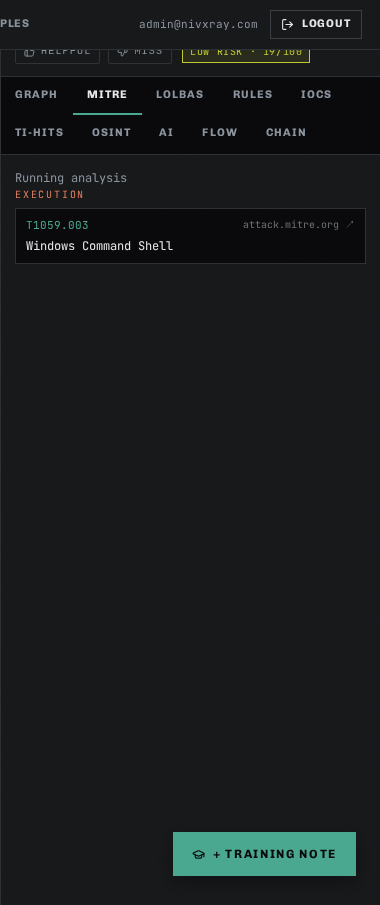 PLES admin@nivxray.com LOGOUT
HELPFUL MISS LOW RISK · 19/100
GRAPH MITRE LOLBAS RULES IOCS
TI-HITS OSINT AI FLOW CHAIN
Running analysis
EXECUTION
T1059.003 attack.mitre.org ↗
Windows Command Shell
+ TRAINING NOTE